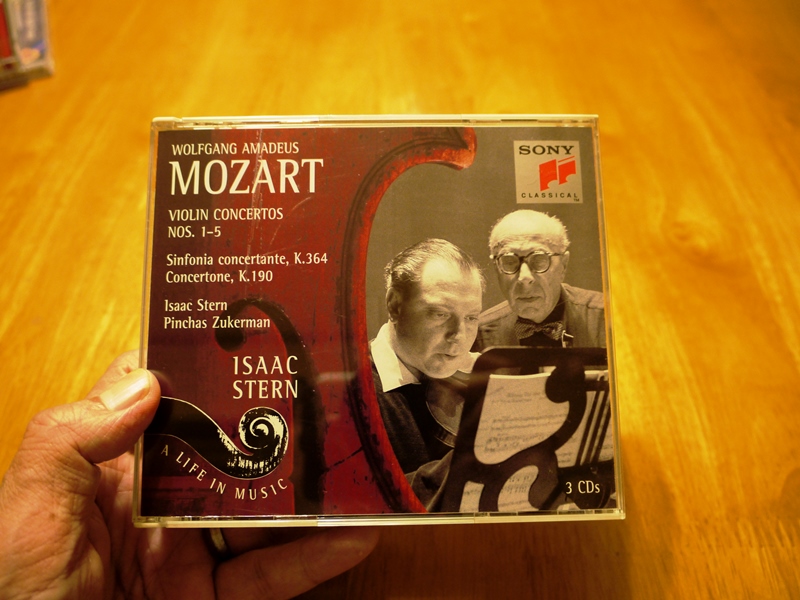 WOLFGANG AMADEUS
MOZART
VIOLIN CONCERTOS
NOS. 1–5
Sinfonia concertante, K.364
Concertone, K.190
Isaac Stern
Pinchas Zukerman
ISAAC
STERN
A LIFE IN MUSIC
SONY
CLASSICAL
3 CDs